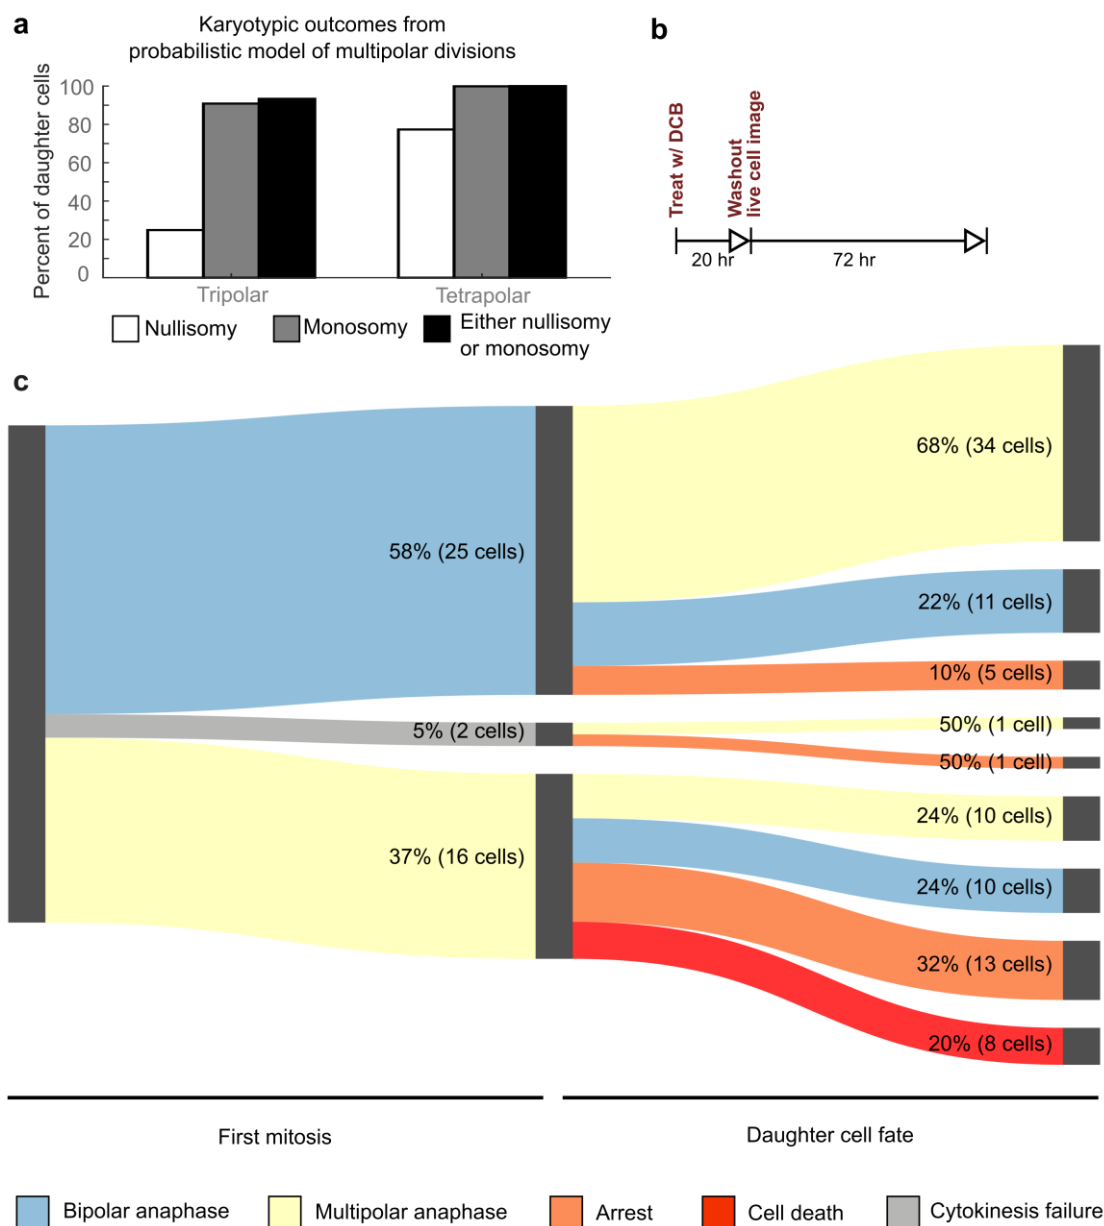 a
Karyotypic outcomes from
probabilistic model of multipolar divisions
Percent of daughter cells
100
80
60
40
20
0
Tripolar
Tetrapolar
Nullisomy
Monosomy
Either nullisomy
or monosomy
b
Treat w/ DCB
Washout
live cell image
20 hr
72 hr
c
58% (25 cells)
5% (2 cells)
37% (16 cells)
68% (34 cells)
22% (11 cells)
10% (5 cells)
50% (1 cell)
50% (1 cell)
24% (10 cells)
24% (10 cells)
32% (13 cells)
20% (8 cells)
First mitosis
Daughter cell fate
Bipolar anaphase
Multipolar anaphase
Arrest
Cell death
Cytokinesis failure